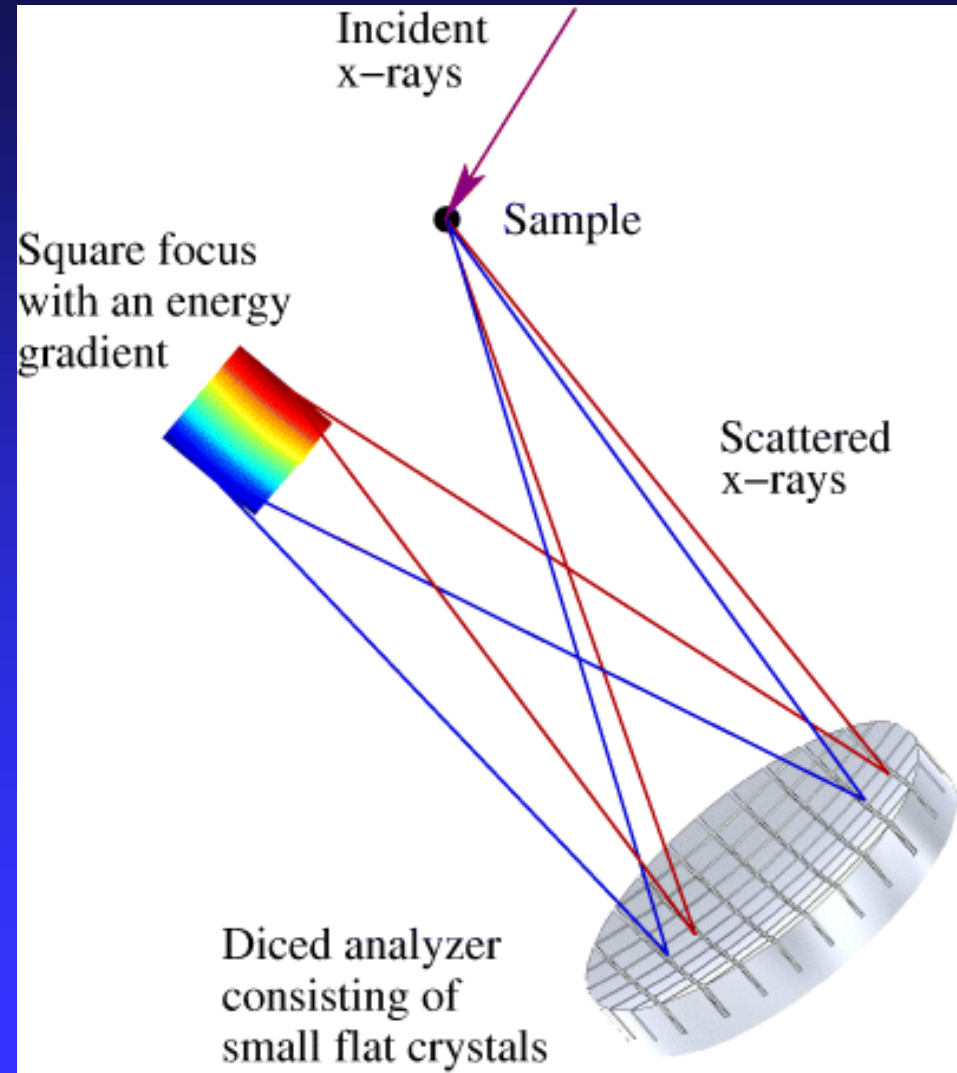 Incident
x−rays
Sample
Square focus
with an energy
gradient
Scattered
x−rays
Diced analyzer
consisting of
small flat crystals